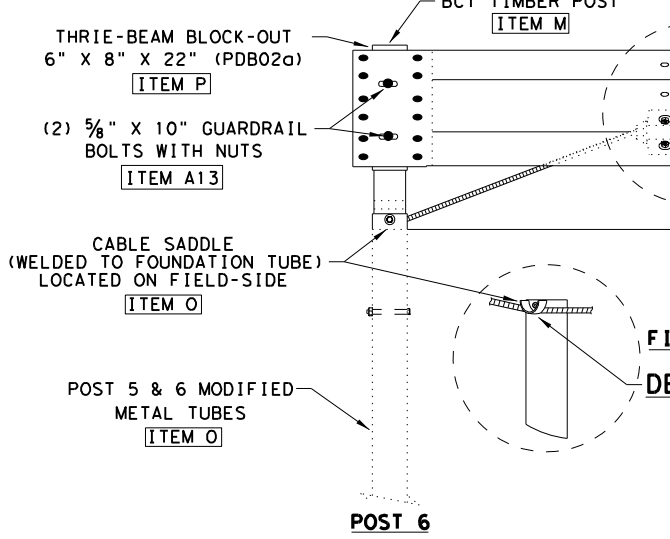 BCT TIMBER POST
ITEM M
THRIE-BEAM BLOCK-OUT
6" X 8" X 22" (PDB02a)
ITEM P
(2) ⅝" X 10" GUARDRAIL
BOLTS WITH NUTS
ITEM A13
CABLE SADDLE
(WELDED TO FOUNDATION TUBE)
LOCATED ON FIELD-SIDE
ITEM O
POST 5 & 6 MODIFIED
METAL TUBES
ITEM O
POST 6